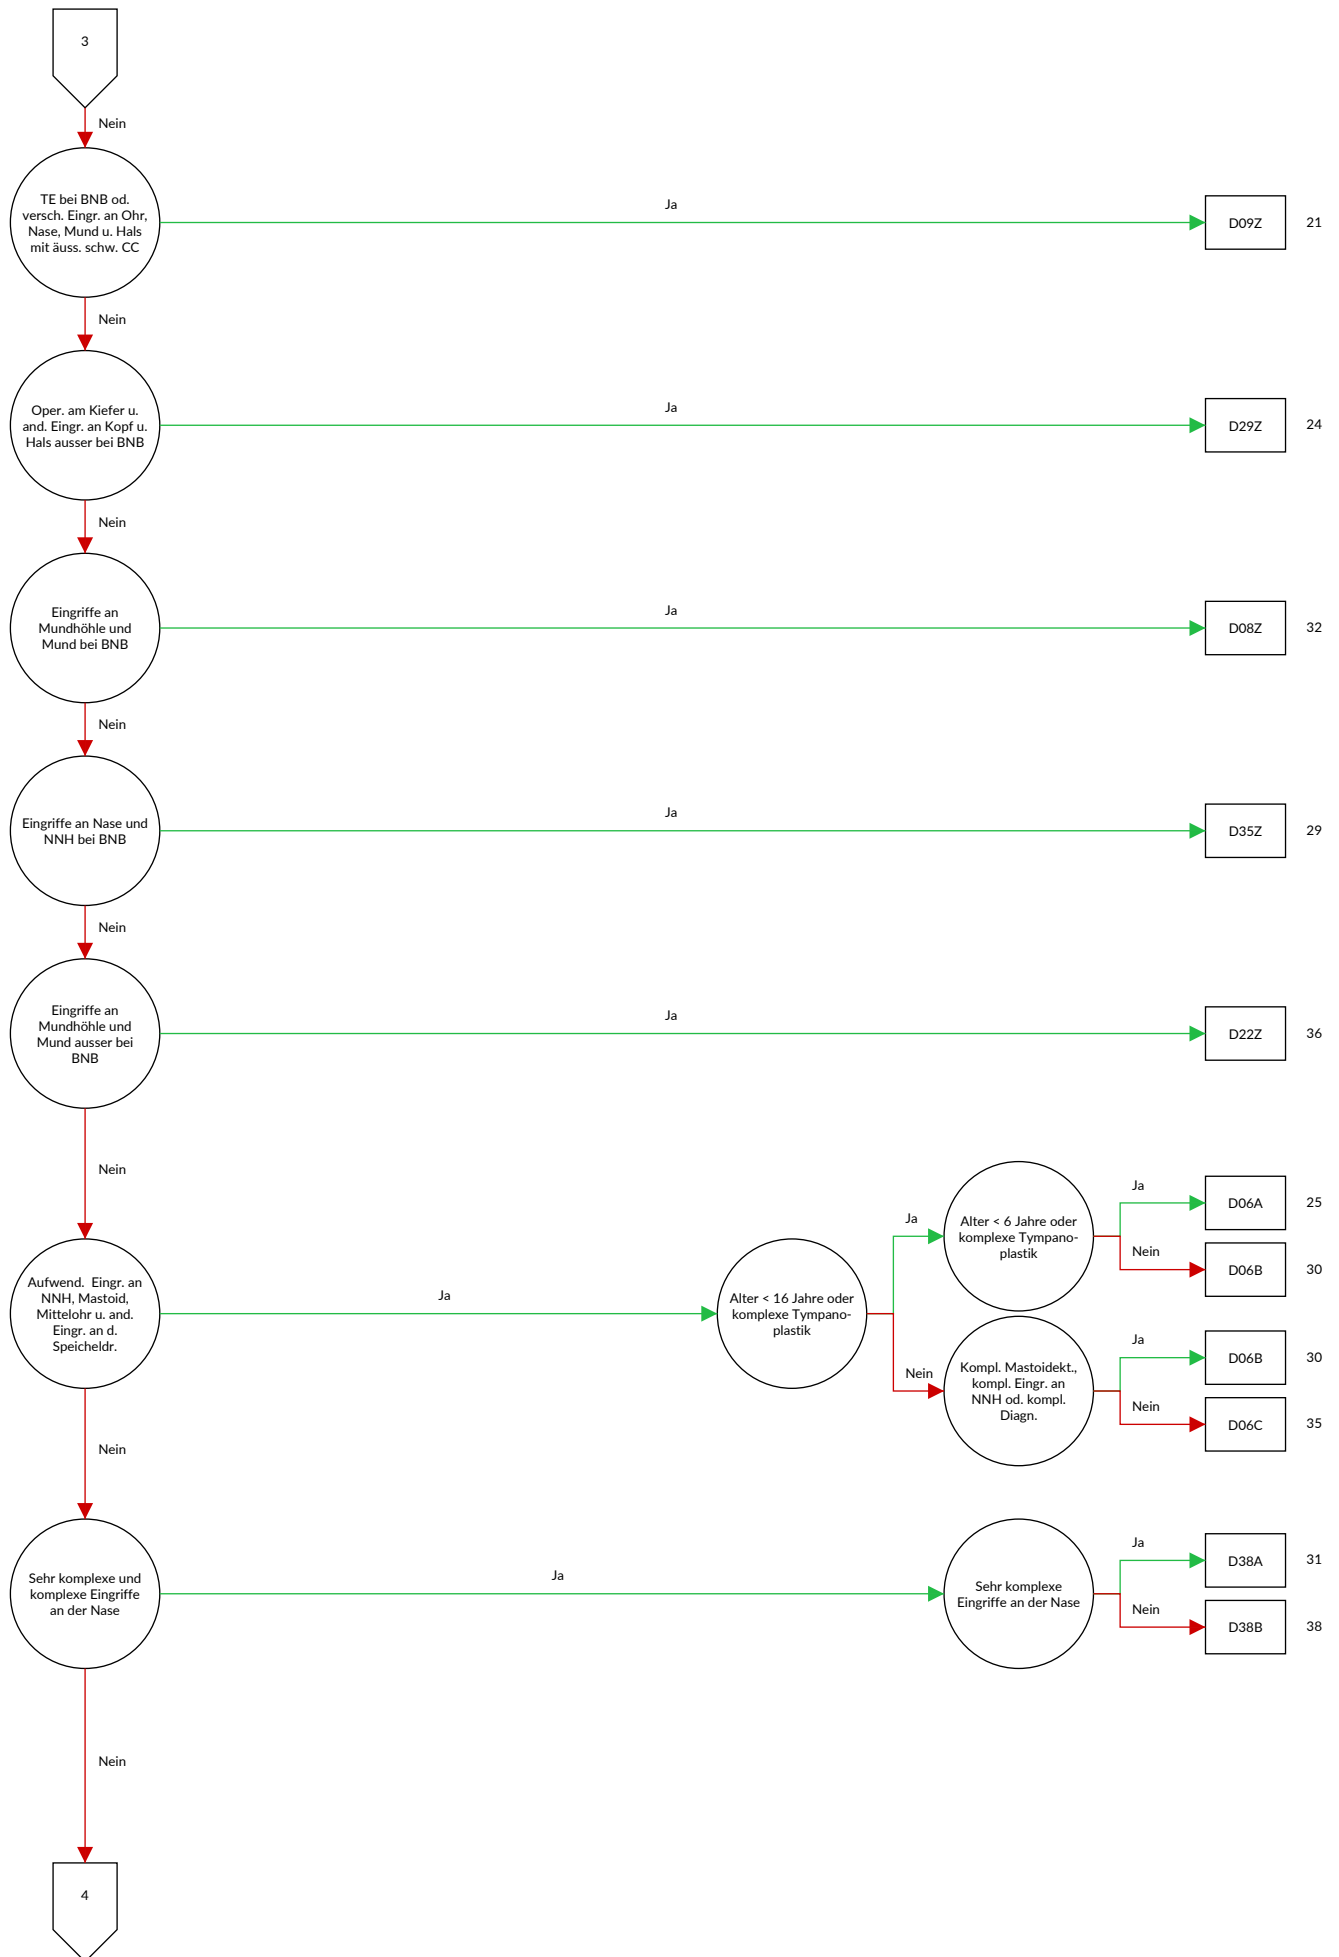 3
Nein
TE bei BNB od.
versch. Eingr. an Ohr,
Nase, Mund u. Hals
mit äuss. schw. CC
Ja
D09Z
21
Nein
Oper. am Kiefer u.
and. Eingr. an Kopf u.
Hals ausser bei BNB
Ja
D29Z
24
Nein
Eingriffe an
Mundhöhle und
Mund bei BNB
Ja
D08Z
32
Nein
Eingriffe an Nase und
NNH bei BNB
Ja
D35Z
29
Nein
Eingriffe an
Mundhöhle und
Mund ausser bei
BNB
Ja
D22Z
36
Nein
Aufwend. Eingr. an
NNH, Mastoid,
Mittelohr u. and.
Eingr. an d.
Speicheldr.
Ja
Alter < 16 Jahre oder
komplexe Tympano-
plastik
Ja
Alter < 6 Jahre oder
komplexe Tympano-
plastik
Ja
D06A
25
Nein
D06B
30
Nein
Kompl. Mastoidekt.,
kompl. Eingr. an
NNH od. kompl.
Diagn.
Ja
D06B
30
Nein
D06C
35
Nein
Sehr komplexe und
komplexe Eingriffe
an der Nase
Ja
Sehr komplexe
Eingriffe an der Nase
Ja
D38A
31
Nein
D38B
38
Nein
4